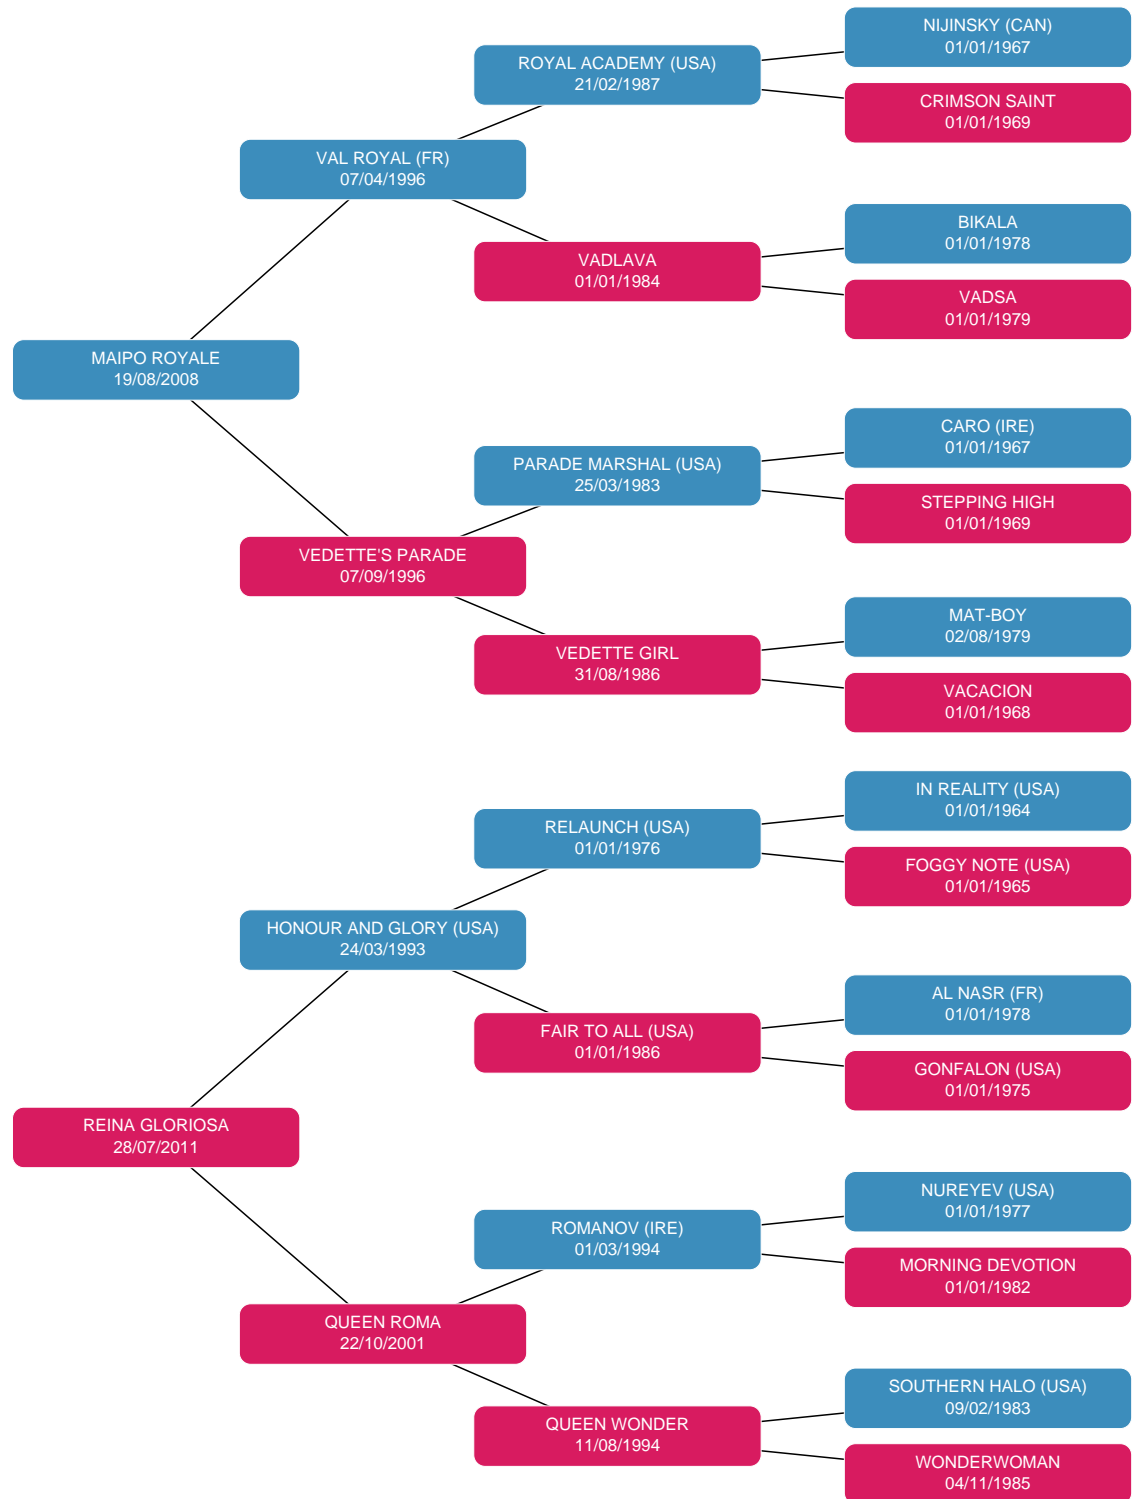 NIJINSKY (CAN)
01/01/1967
ROYAL ACADEMY (USA)
21/02/1987
CRIMSON SAINT
01/01/1969
VAL ROYAL (FR)
07/04/1996
BIKALA
01/01/1978
VADLAVA
01/01/1984
VADSA
01/01/1979
MAIPO ROYALE
19/08/2008
CARO (IRE)
01/01/1967
PARADE MARSHAL (USA)
25/03/1983
STEPPING HIGH
01/01/1969
VEDETTE'S PARADE
07/09/1996
MAT-BOY
02/08/1979
VEDETTE GIRL
31/08/1986
VACACION
01/01/1968
IN REALITY (USA)
01/01/1964
RELAUNCH (USA)
01/01/1976
FOGGY NOTE (USA)
01/01/1965
HONOUR AND GLORY (USA)
24/03/1993
AL NASR (FR)
01/01/1978
FAIR TO ALL (USA)
01/01/1986
GONFALON (USA)
01/01/1975
REINA GLORIOSA
28/07/2011
NUREYEV (USA)
01/01/1977
ROMANOV (IRE)
01/03/1994
MORNING DEVOTION
01/01/1982
QUEEN ROMA
22/10/2001
SOUTHERN HALO (USA)
09/02/1983
QUEEN WONDER
11/08/1994
WONDERWOMAN
04/11/1985